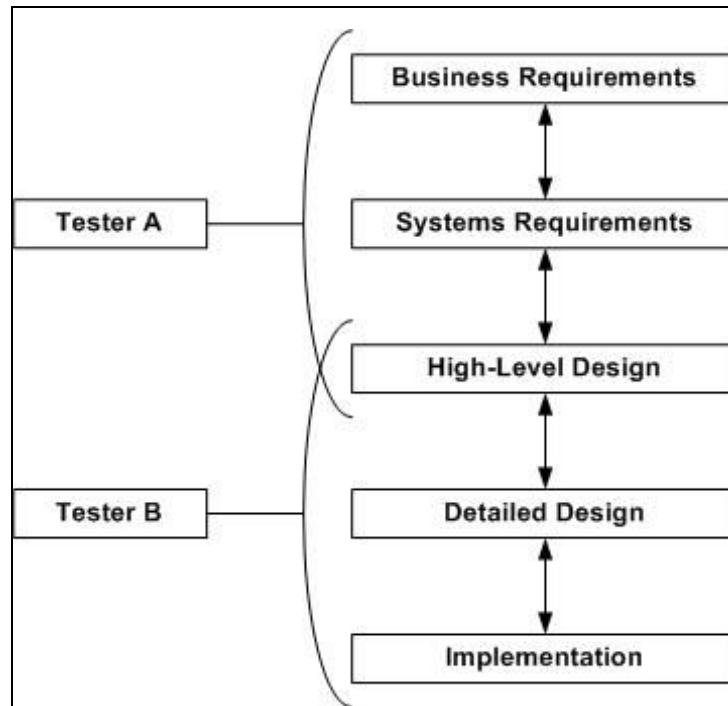 Business Requirements
Tester A
Systems Requirements
High-Level Design
Tester B
Detailed Design
Implementation